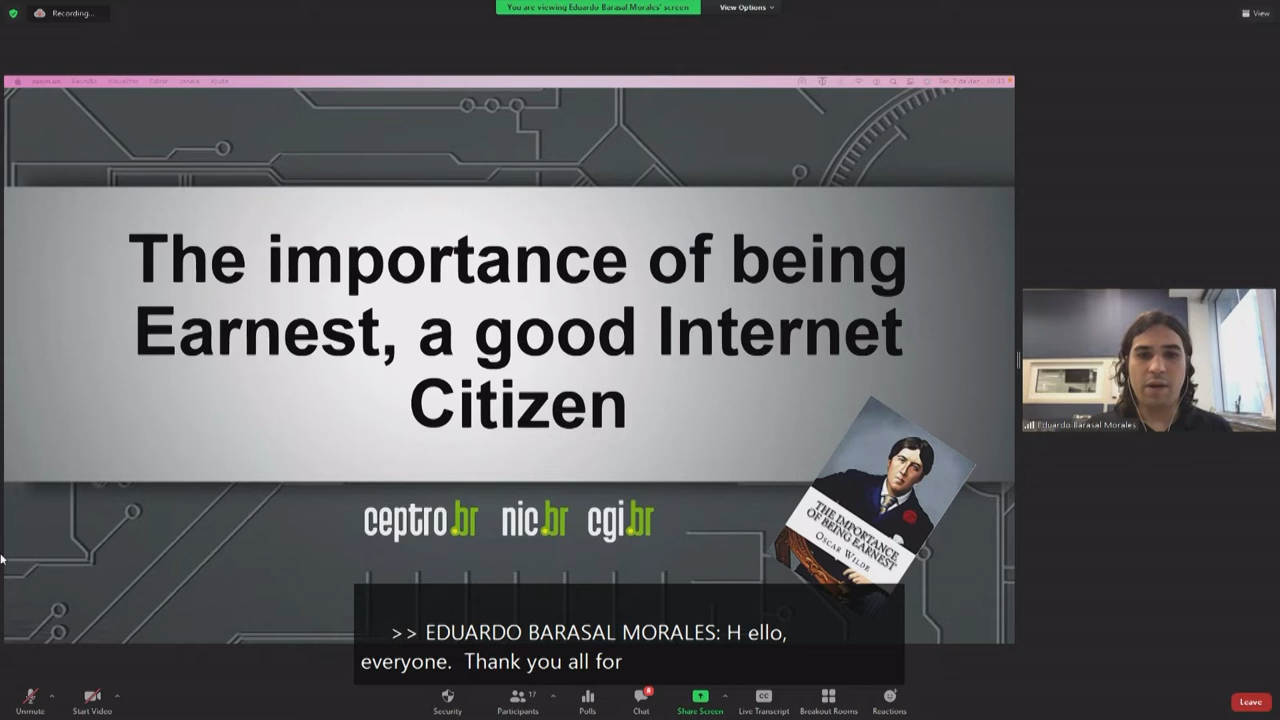 Recording...
You are viewing Eduardo Barasal Morales' screen
View Options
View
The importance of being
Earnest, a good Internet
Citizen
ceptro.br nic.br cgi.br
THE IMPORTANCE
OF BEING EARNEST
OSCAR WILDE
Eduardo Barasal Morales
>> EDUARDO BARASAL MORALES: H ello,
everyone. Thank you all for
Unmute
Start Video
Security
Participants
17
Polls
Chat
8
Share Screen
CC
Live Transcript
Breakout Rooms
Reactions
Leave